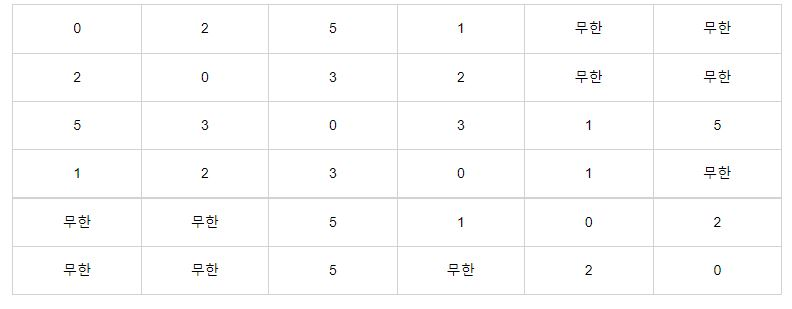 0 2 5 1 무한 무한
2 0 3 2 무한 무한
5 3 0 3 1 5
1 2 3 0 1 무한
무한 무한 5 1 0 2
무한 무한 5 무한 2 0